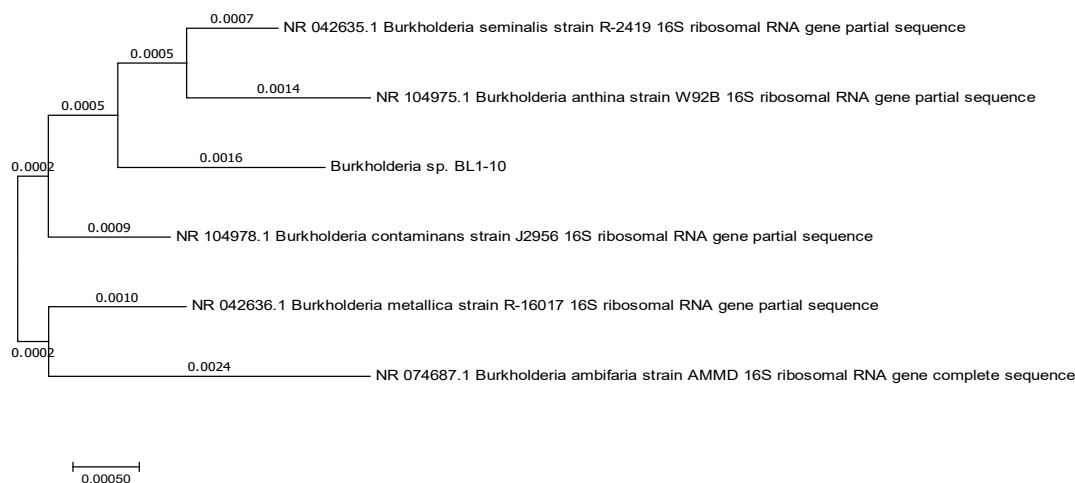 0.0007
NR 042635.1 Burkholderia seminalis strain R-2419 16S ribosomal RNA gene partial sequence
0.0005
0.0014
NR 104975.1 Burkholderia anthina strain W92B 16S ribosomal RNA gene partial sequence
0.0005
0.0016
Burkholderia sp. BL1-10
0.0002
0.0009
NR 104978.1 Burkholderia contaminans strain J2956 16S ribosomal RNA gene partial sequence
0.0010
NR 042636.1 Burkholderia metallica strain R-16017 16S ribosomal RNA gene partial sequence
0.0002
0.0024
NR 074687.1 Burkholderia ambifaria strain AMMD 16S ribosomal RNA gene complete sequence
0.00050